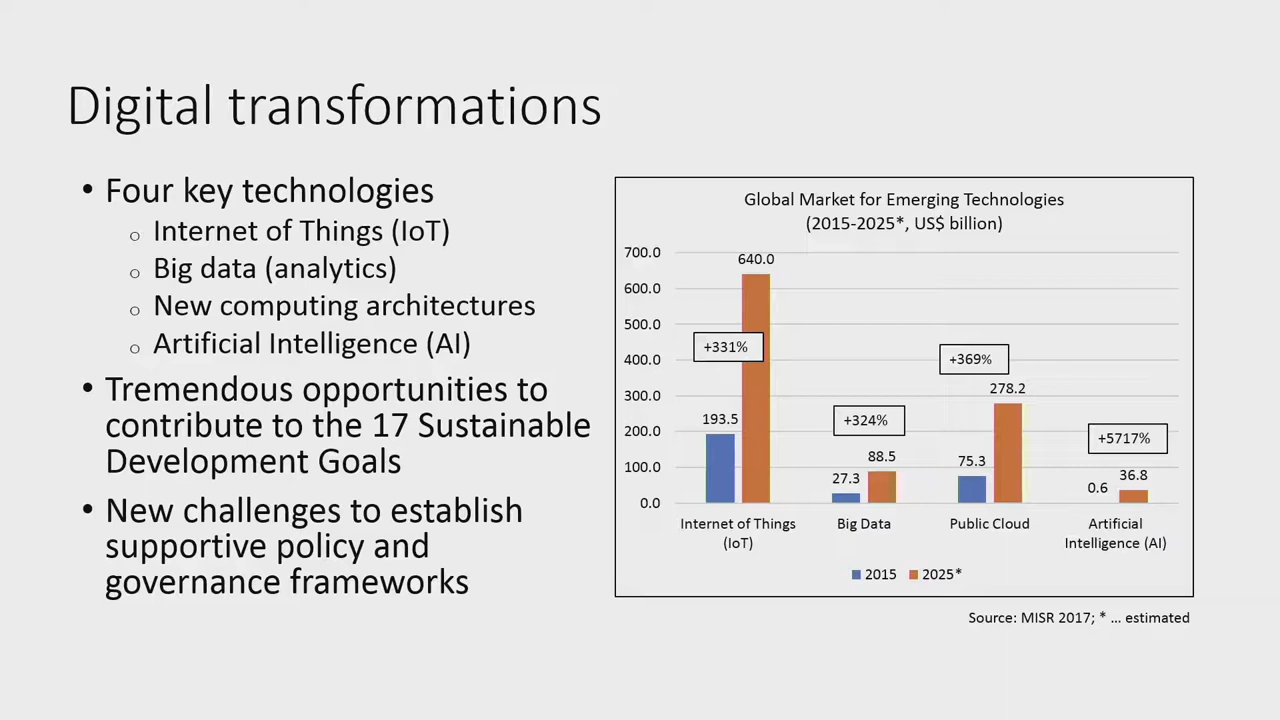 Digital transformations
• Four key technologies
o Internet of Things (IoT)
o Big data (analytics)
o New computing architectures
o Artificial Intelligence (AI)
• Tremendous opportunities to
contribute to the 17 Sustainable
Development Goals
• New challenges to establish
supportive policy and
governance frameworks
Global Market for Emerging Technologies
(2015-2025*, US$ billion)
700.0
600.0
500.0
400.0
300.0
200.0
100.0
0.0
193.5
640.0
+331%
27.3
88.5
+324%
75.3
278.2
+369%
0.6
36.8
+5717%
Internet of Things
(IoT)
Big Data
Public Cloud
Artificial
Intelligence (AI)
2015 2025*
Source: MISR 2017; * … estimated